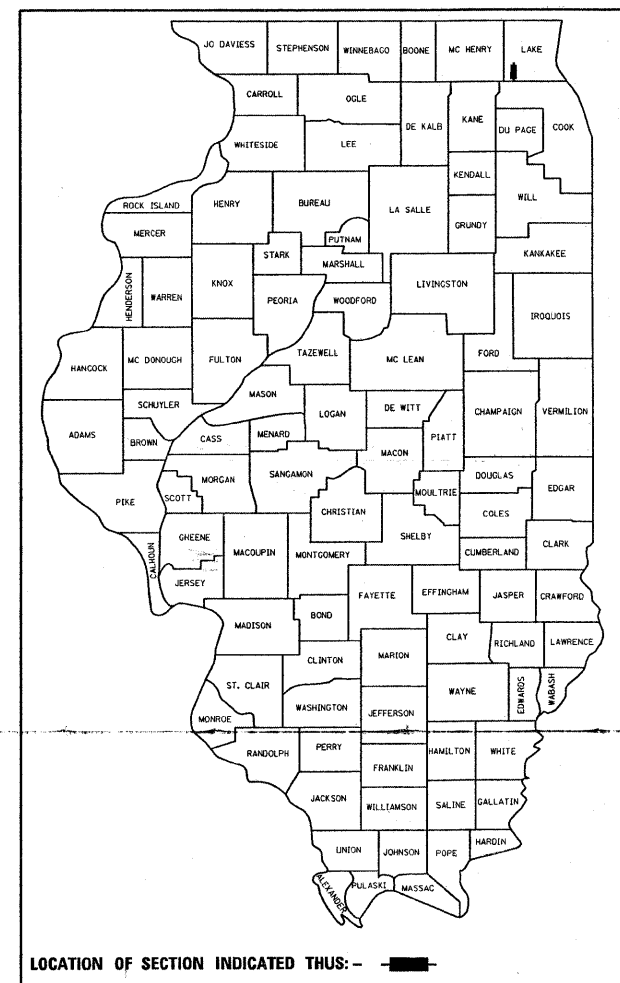 JO DAVIESS STEPHENSON WINNEBAGO BOONE MC HENRY LAKE
CARROLL OGLE DE KALB KANE DU PAGE COOK
WHITESIDE LEE
KENDALL WILL
ROCK ISLAND HENRY BUREAU LA SALLE
MERCER PUTNAM GRUNDY
STARK MARSHALL KANKAKEE
HENDERSON WARREN KNOX PEORIA WOODFORD LIVINGSTON IROQUOIS
HANCOCK MC DONOUGH FULTON TAZEWELL MC LEAN FORD
MASON
SCHUYLER LOGAN DE WITT CHAMPAIGN VERMILION
ADAMS BROWN CASS MENARD MACON PIATT
MORGAN SANGAMON DOUGLAS EDGAR
PIKE SCOTT CHRISTIAN MOULTRIE COLES
CALHOUN GHEENE MACOUPIN MONTGOMERY SHELBY CUMBERLAND CLARK
JERSEY
FAYETTE EFFINGHAM JASPER CRAWFORD
MADISON BOND
CLAY RICHLAND LAWRENCE
CLINTON MARION
ST. CLAIR WAYNE EDWARDS WABASH
WASHINGTON JEFFERSON
MONROE
RANDOLPH PERRY HAMILTON WHITE
FRANKLIN
JACKSON WILLIAMSON SALINE GALLATIN
UNION JOHNSON POPE HARDIN
ALEXANDER PULASKI MASSAC
LOCATION OF SECTION INDICATED THUS: -